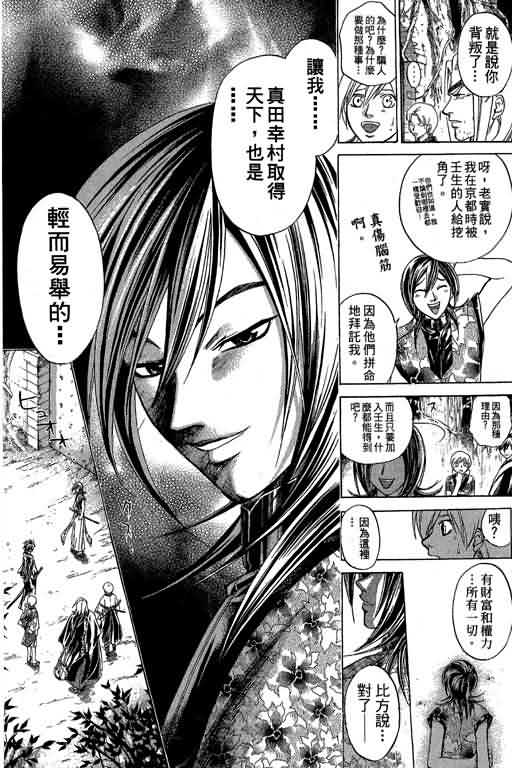 就是說你
背叛了…
為什麼？騙人
的吧？為什麼
要做那種事…
呀，老實說，
我在京都時被
壬生的人給挖
角了。
真傷腦筋
啊。
因為他們拼命
地拜託我。
因為那種
理由？
而且只要加
入壬生，什
麼都能得到
吧？
咦？
…因為這裡
有財富和權力
…所有一切。
比方說…
對了——
讓我……
真田幸村取得
天下，也是
……
輕而易舉的…
ヒュオオ